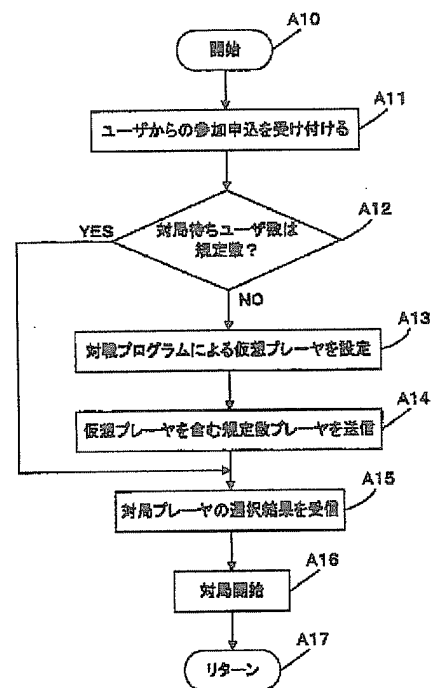 A10
開始
A11
ユーザからの参加申込を受け付ける
A12
対局待ちユーザ数は
規定数？
YES
NO
A13
対戦プログラムによる仮想プレーヤを設定
A14
仮想プレーヤを含む規定数プレーヤを送信
A15
対局プレーヤの選択結果を受信
A16
対局開始
A17
リターン